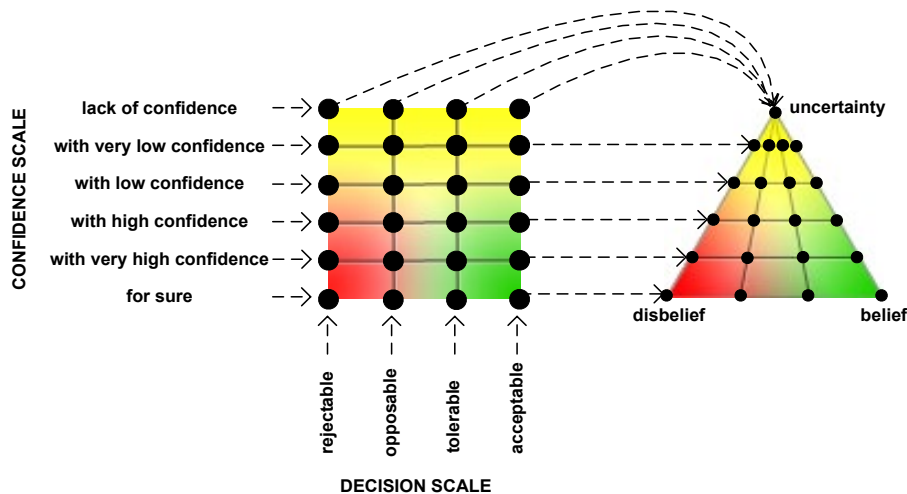 CONFIDENCE SCALE
lack of confidence
with very low confidence
with low confidence
with high confidence
with very high confidence
for sure
uncertainty
disbelief
belief
rejectable
opposable
tolerable
acceptable
DECISION SCALE